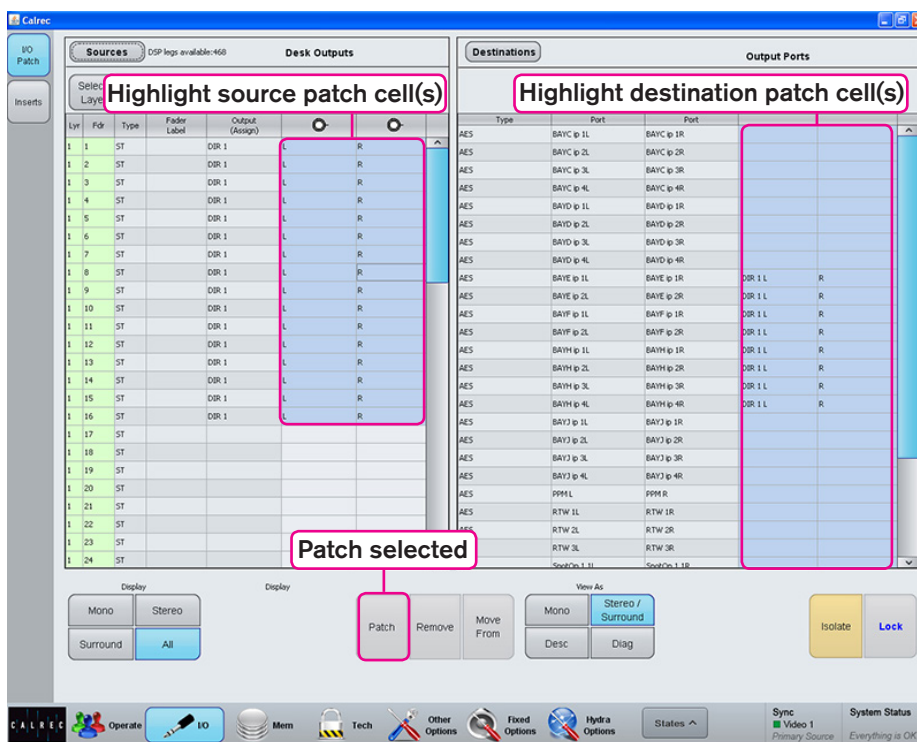 Calrec
I/O Patch
Inserts
Sources DSP legs available:468 Desk Outputs
Destinations Output Ports
Selec
Laye
Highlight source patch cell(s)
Highlight destination patch cell(s)
Lyr Fdr Type Fader Label Output (Assign)
1 1 ST DIR 1 L R
1 2 ST DIR 1 L R
1 3 ST DIR 1 L R
1 4 ST DIR 1 L R
1 5 ST DIR 1 L R
1 6 ST DIR 1 L R
1 7 ST DIR 1 L R
1 8 ST DIR 1 L R
1 9 ST DIR 1 L R
1 10 ST DIR 1 L R
1 11 ST DIR 1 L R
1 12 ST DIR 1 L R
1 13 ST DIR 1 L R
1 14 ST DIR 1 L R
1 15 ST DIR 1 L R
1 16 ST DIR 1 L R
1 17 ST
1 18 ST
1 19 ST
1 20 ST
1 21 ST
1 22 ST
1 23 ST
1 24 ST
Type Port Port
AES BAYC ip 1L BAYC ip 1R
AES BAYC ip 2L BAYC ip 2R
AES BAYC ip 3L BAYC ip 3R
AES BAYC ip 4L BAYC ip 4R
AES BAYD ip 1L BAYD ip 1R
AES BAYD ip 2L BAYD ip 2R
AES BAYD ip 3L BAYD ip 3R
AES BAYD ip 4L BAYD ip 4R
AES BAYE ip 1L BAYE ip 1R DIR 1 L R
AES BAYE ip 2L BAYE ip 2R DIR 1 L R
AES BAYF ip 1L BAYF ip 1R DIR 1 L R
AES BAYF ip 2L BAYF ip 2R DIR 1 L R
AES BAYH ip 1L BAYH ip 1R DIR 1 L R
AES BAYH ip 2L BAYH ip 2R DIR 1 L R
AES BAYH ip 3L BAYH ip 3R DIR 1 L R
AES BAYH ip 4L BAYH ip 4R DIR 1 L R
AES BAYJ ip 1L BAYJ ip 1R
AES BAYJ ip 2L BAYJ ip 2R
AES BAYJ ip 3L BAYJ ip 3R
AES BAYJ ip 4L BAYJ ip 4R
AES PPM L PPM R
AES RTW 1L RTW 1R
AES RTW 2L RTW 2R
RTW 3L RTW 3R
SpotOp 1 1L SpotOp 1 1R
Patch selected
Display Display View As
Mono Stereo
Surround All
Patch Remove Move From
Mono Stereo / Surround
Desc Diag
Isolate Lock
CALREC Operate I/O Mem Tech Other Options Fixed Options Hydra Options States
Sync
Video 1
Primary Source
System Status
Everything is OK